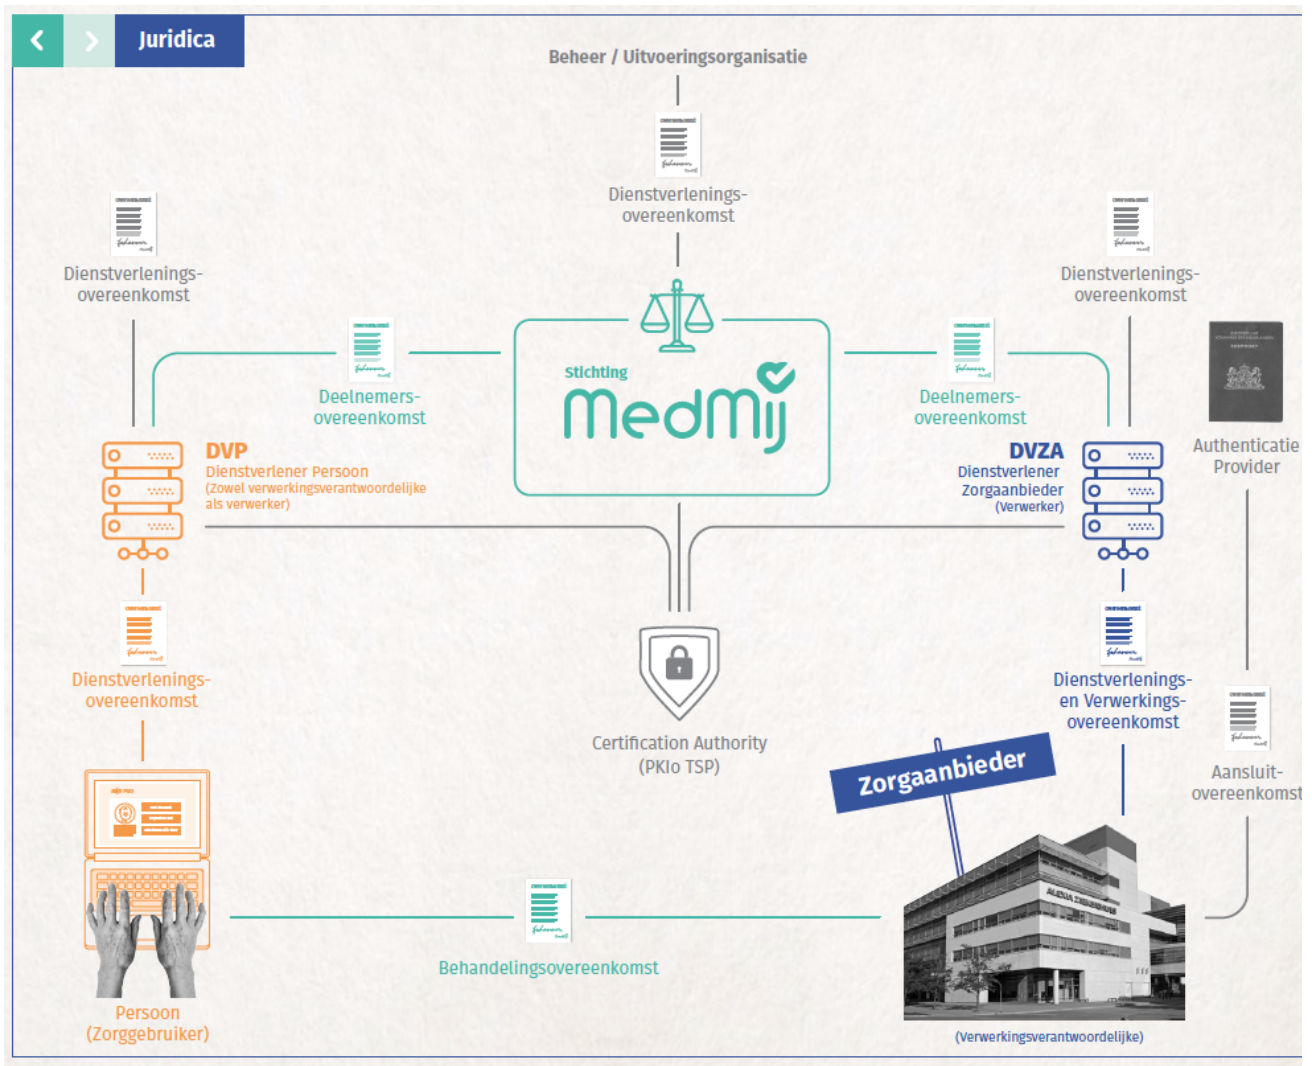 Juridica
Beheer / Uitvoeringsorganisatie
Dienstverlenings-
overeenkomst
Dienstverlenings-
overeenkomst
Dienstverlenings-
overeenkomst
Deelnemers-
overeenkomst
Stichting
MedMij
Deelnemers-
overeenkomst
Authenticatie
Provider
DVP
Dienstverlener Persoon
(Zowel verwerkingsverantwoordelijke
als verwerker)
DVZA
Dienstverlener
Zorgaanbieder
(Verwerker)
Dienstverlenings-
overeenkomst
Dienstverlenings-
en Verwerkings-
overeenkomst
Certification Authority
(PKIo TSP)
Zorgaanbieder
Aansluit-
overeenkomst
Behandelingsovereenkomst
Persoon
(Zorggebruiker)
(Verwerkingsverantwoordelijke)